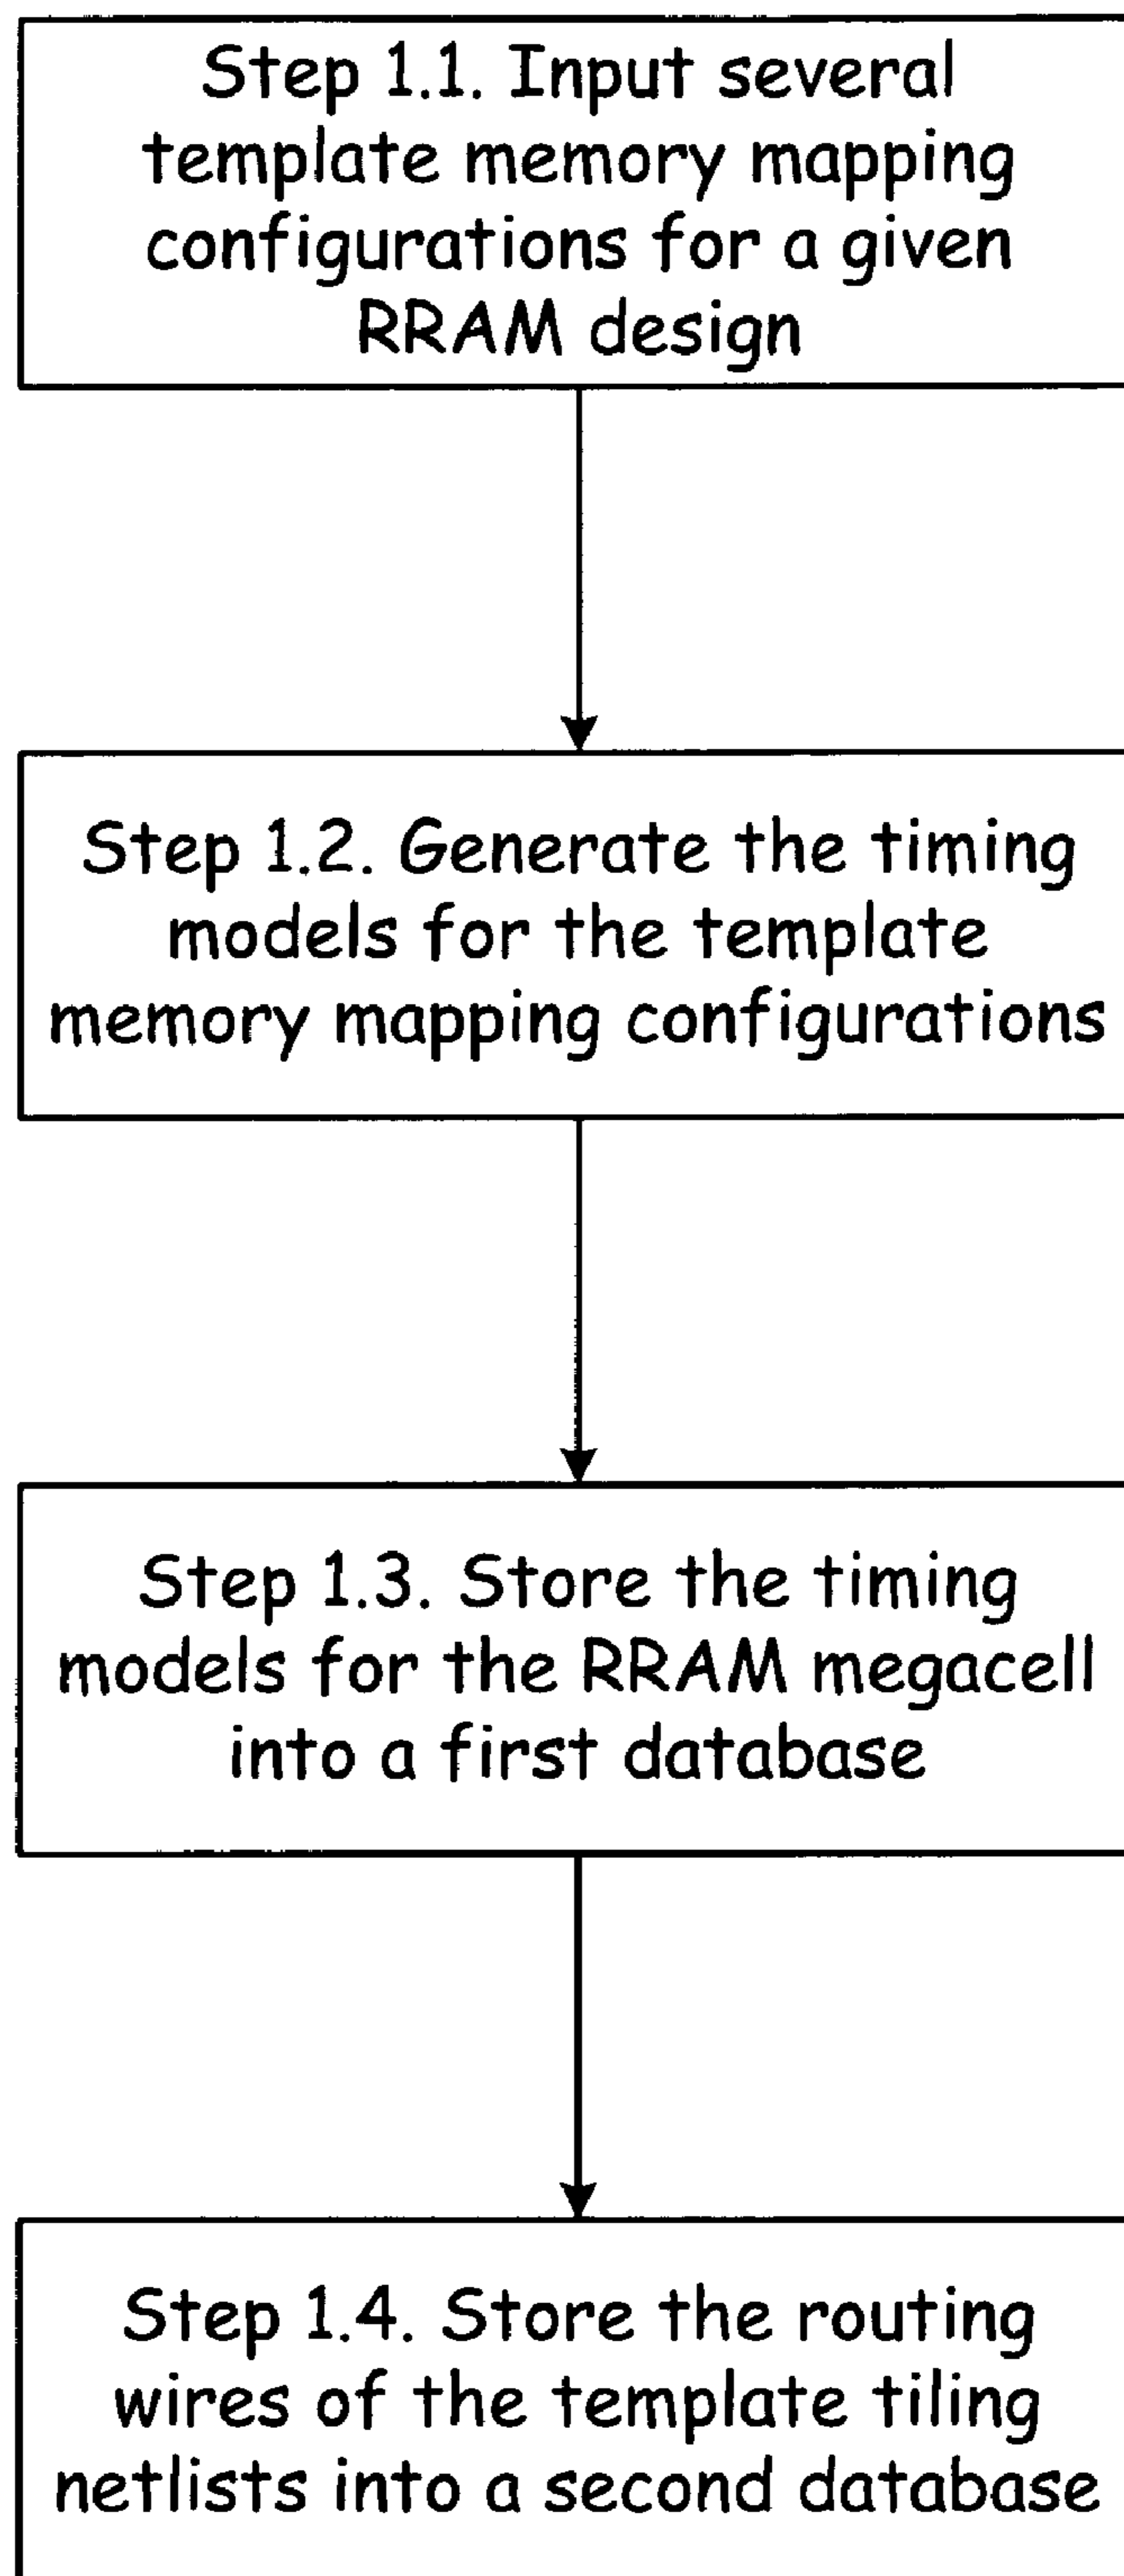 Step 1.1. Input several
template memory mapping
configurations for a given
RRAM design
Step 1.2. Generate the timing
models for the template
memory mapping configurations
Step 1.3. Store the timing
models for the RRAM megacell
into a first database
Step 1.4. Store the routing
wires of the template tiling
netlists into a second database